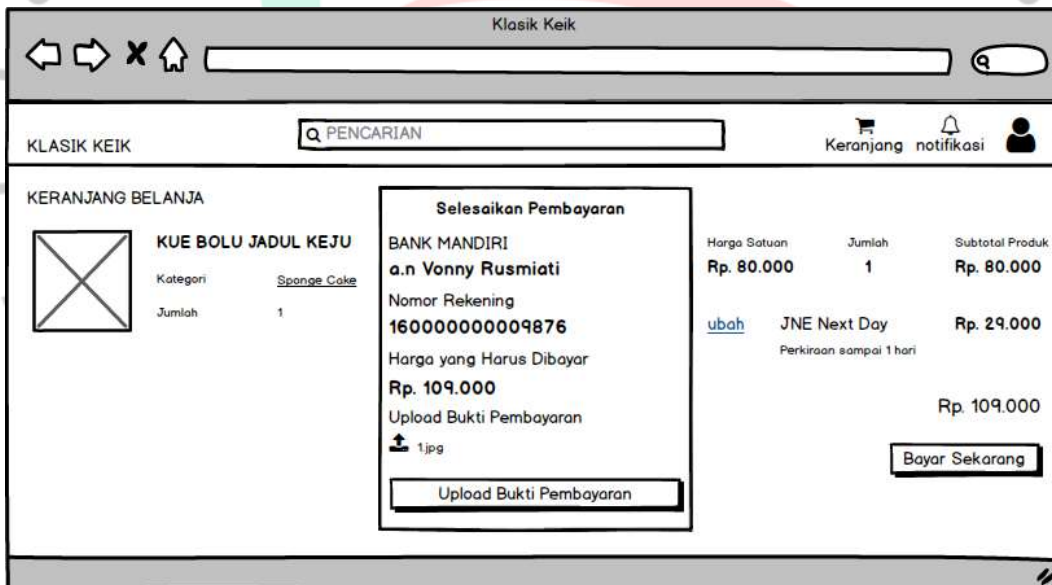 Klasik Keik
KLASIK KEIK
PENCARIAN
Keranjang
notifikasi
KERANJANG BELANJA
KUE BOLU JADUL KEJU
Kategori Sponge Cake
Jumlah 1
Selesaikan Pembayaran
BANK MANDIRI
a.n Vonny Rusmiati
Nomor Rekening
160000000009876
Harga yang Harus Dibayar
Rp. 109.000
Upload Bukti Pembayaran
1.jpg
Upload Bukti Pembayaran
Harga Satuan Jumlah Subtotal Produk
Rp. 80.000 1 Rp. 80.000
ubah JNE Next Day Rp. 29.000
Perkiraan sampai 1 hari
Rp. 109.000
Bayar Sekarang